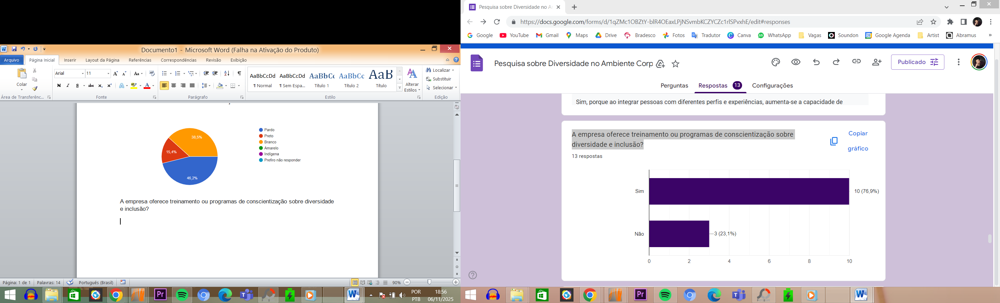 Documento1 - Microsoft Word (Falha na Ativação do Produto)
Arquivo Página Inicial Inserir Layout da Página Referências Correspondências Revisão Exibição
Colar
Área de Transferênc...
Arial 11
Fonte
Parágrafo
AaBbCcDd AaBbCcDd AaBbCc AaBbCc AaB
¶ Normal ¶ Sem Espa... Título 1 Título 2 Título
Alterar
Estilos
Estilo
Localizar
Substituir
Selecionar
Edição
38,5%
15,4%
46,2%
Pardo
Preto
Branco
Amarelo
Indígena
Prefiro não responder
A empresa oferece treinamento ou programas de conscientização sobre diversidade
e inclusão?
Página: 1 de 1 Palavras: 14 Português (Brasil) 90%
POR
PTB
18:56
06/11/2025
Pesquisa sobre Diversidade no A
https://docs.google.com/forms/d/1qZMc1OBZtY-blR4OEaxLPjNSvmbKCZYCZc1rlSPvxhE/edit#responses
Google YouTube Gmail Maps Drive Bradesco Fotos Tradutor Canva WhatsApp Vagas Soundon Google Agenda Artist Abramus »
Pesquisa sobre Diversidade no Ambiente Corp
Publicado
Perguntas Respostas 13 Configurações
Sim, porque ao integrar pessoas com diferentes perfis e experiências, aumenta-se a capacidade de
A empresa oferece treinamento ou programas de conscientização sobre
diversidade e inclusão?
Copiar
gráfico
13 respostas
Sim 10 (76,9%)
Não 3 (23,1%)
0 2 4 6 8 10